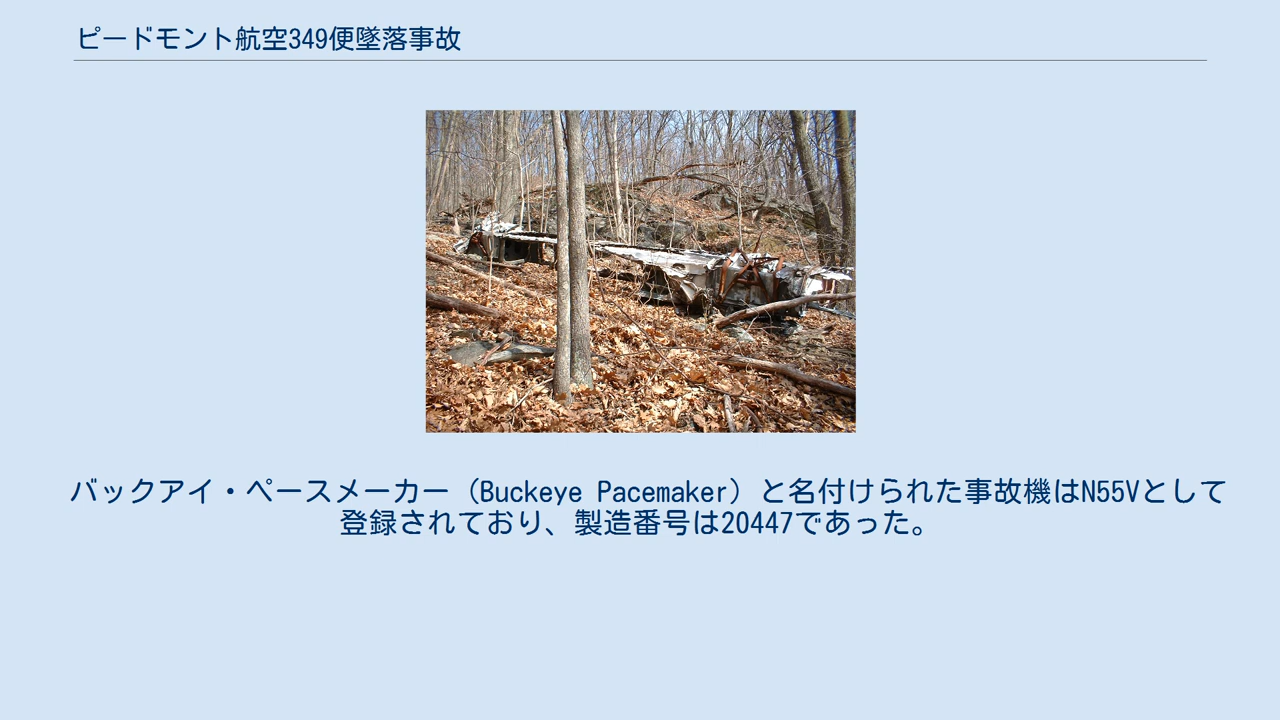 ピードモント航空349便墜落事故
バックアイ・ペースメーカー（Buckeye Pacemaker）と名付けられた事故機はN55Vとして
登録されており、製造番号は20447であった。